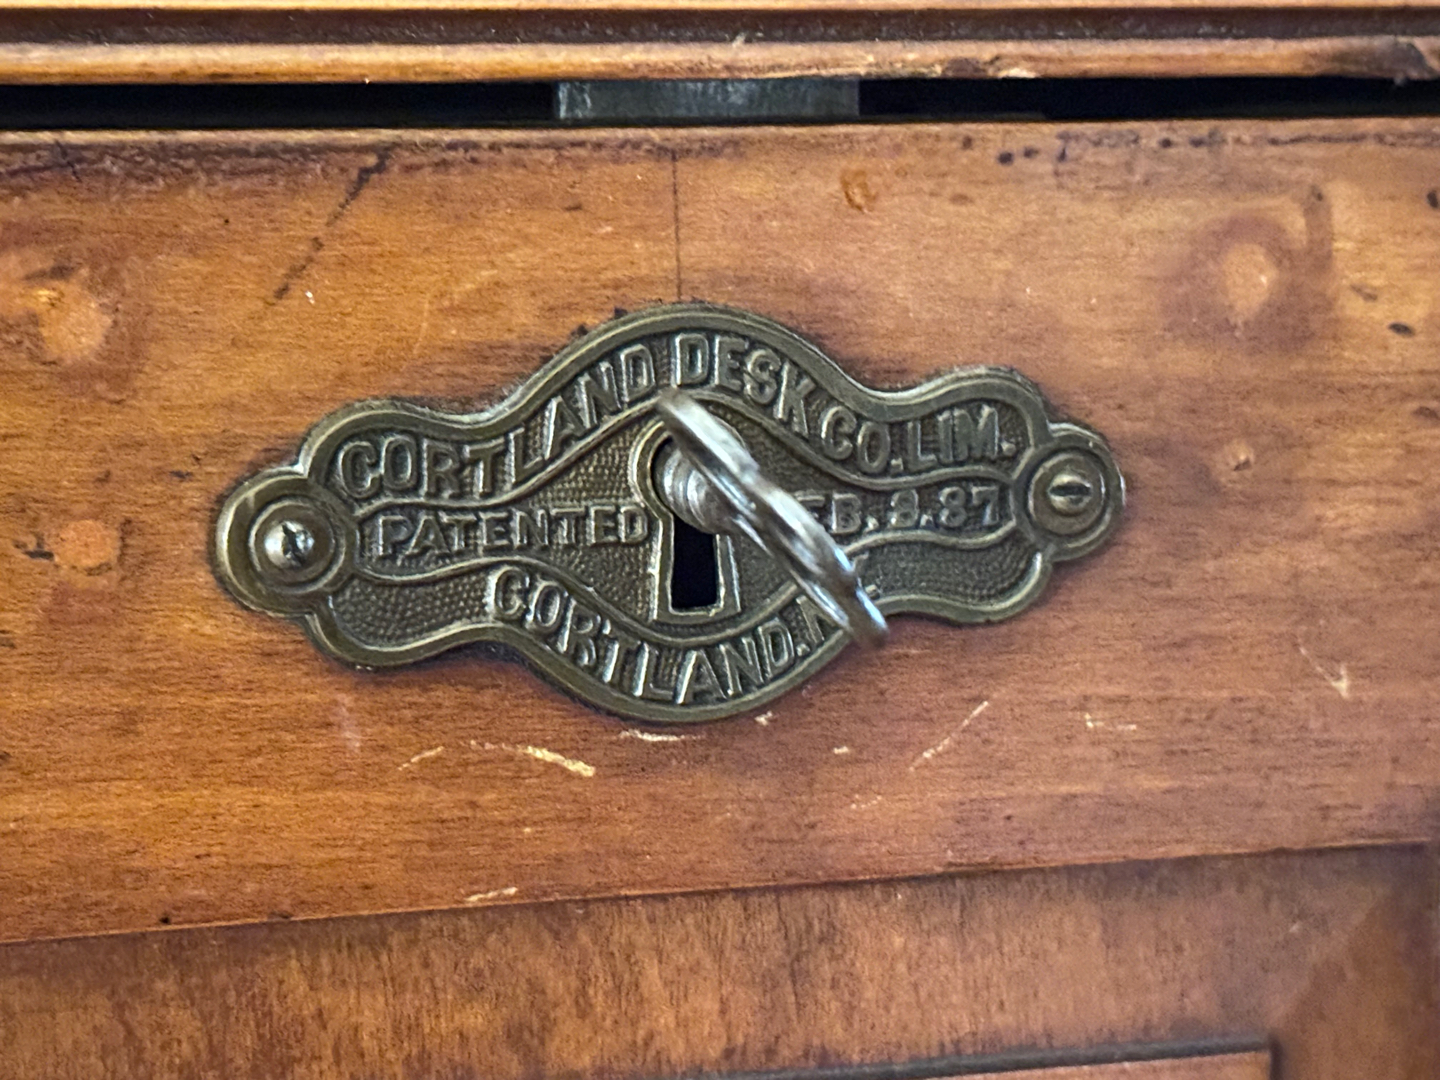 CORTLAND DESK CO. LIM.
PATENTED EB. 8. 87
CORTLAND. N